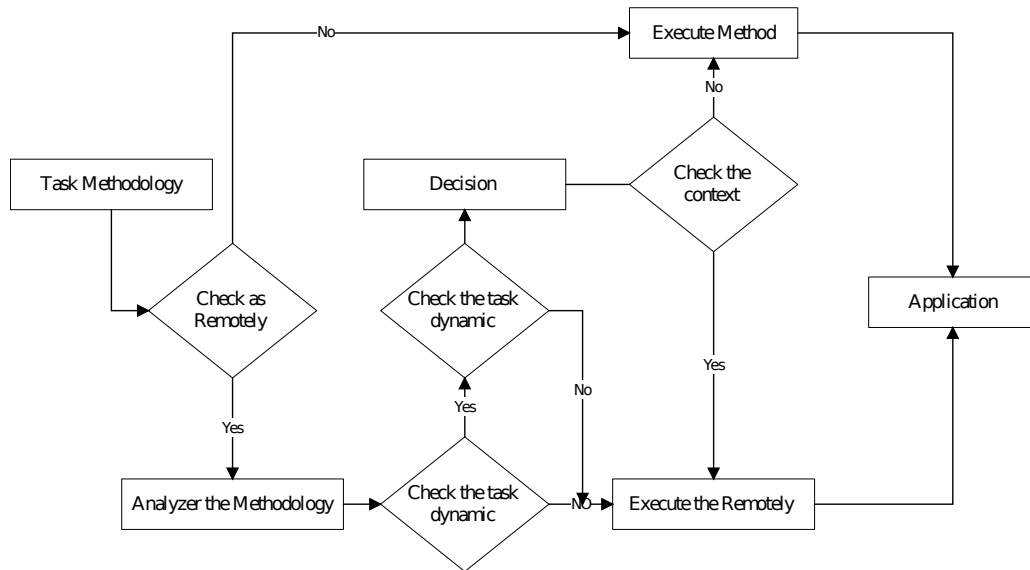 No
Execute Method
No
Task Methodology
Decision
Check the
context
Check as
Remotely
Check the task
dynamic
Application
Yes
No
Yes
Yes
Analyzer the Methodology
Check the task
dynamic
NO
Execute the Remotely